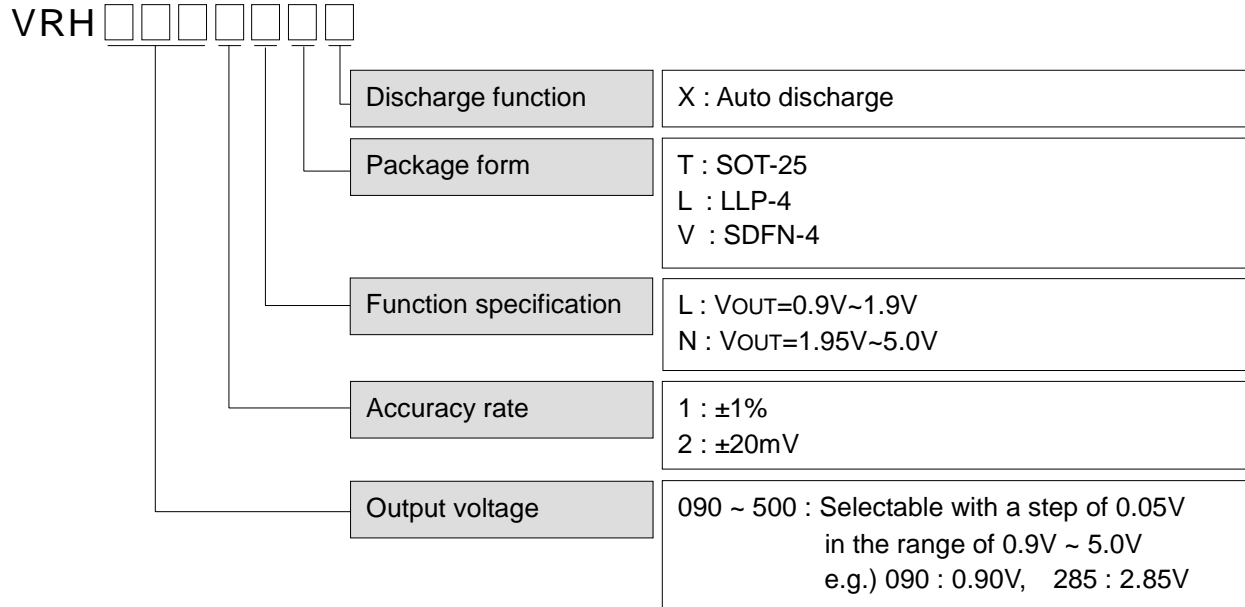 VRH
Discharge function
X : Auto discharge
Package form
T : SOT-25
L : LLP-4
V : SDFN-4
Function specification
L : VOUT=0.9V~1.9V
N : VOUT=1.95V~5.0V
Accuracy rate
1 : ±1%
2 : ±20mV
Output voltage
090 ~ 500 : Selectable with a step of 0.05V
in the range of 0.9V ~ 5.0V
e.g.) 090 : 0.90V, 285 : 2.85V